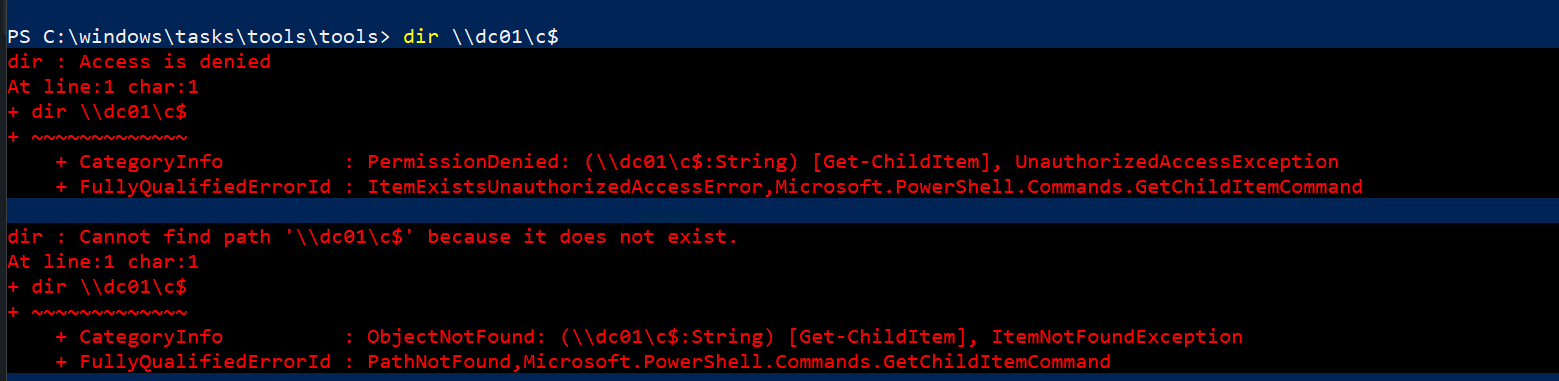 PS C:\windows\tasks\tools\tools> dir \\dc01\c$
dir : Access is denied
At line:1 char:1
+ dir \\dc01\c$
+ ~~~~~~~~~~~~~
    + CategoryInfo          : PermissionDenied: (\\dc01\c$:String) [Get-ChildItem], UnauthorizedAccessException
    + FullyQualifiedErrorId : ItemExistsUnauthorizedAccessError,Microsoft.PowerShell.Commands.GetChildItemCommand
dir : Cannot find path '\\dc01\c$' because it does not exist.
At line:1 char:1
+ dir \\dc01\c$
+ ~~~~~~~~~~~~~
    + CategoryInfo          : ObjectNotFound: (\\dc01\c$:String) [Get-ChildItem], ItemNotFoundException
    + FullyQualifiedErrorId : PathNotFound,Microsoft.PowerShell.Commands.GetChildItemCommand